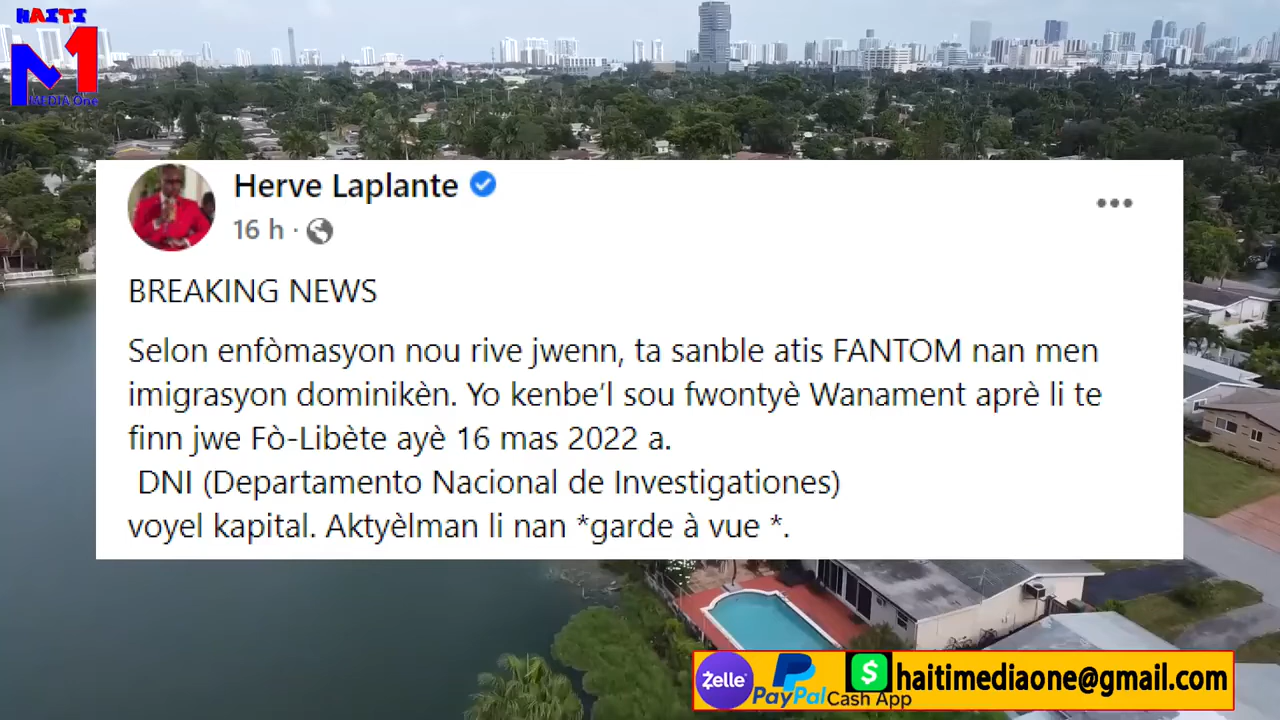 HAITI
M1
MEDIA One
Herve Laplante
16 h ·
BREAKING NEWS
Selon enfòmasyon nou rive jwenn, ta sanble atis FANTOM nan men
imigrasyon dominikèn. Yo kenbe’l sou fwontyè Wanament aprè li te
finn jwe Fò-Libète ayè 16 mas 2022 a.
DNI (Departamento Nacional de Investigationes)
voyel kapital. Aktyèlman li nan *garde à vue *.
Zelle
PayPal
$
Cash App
haitimediaone@gmail.com